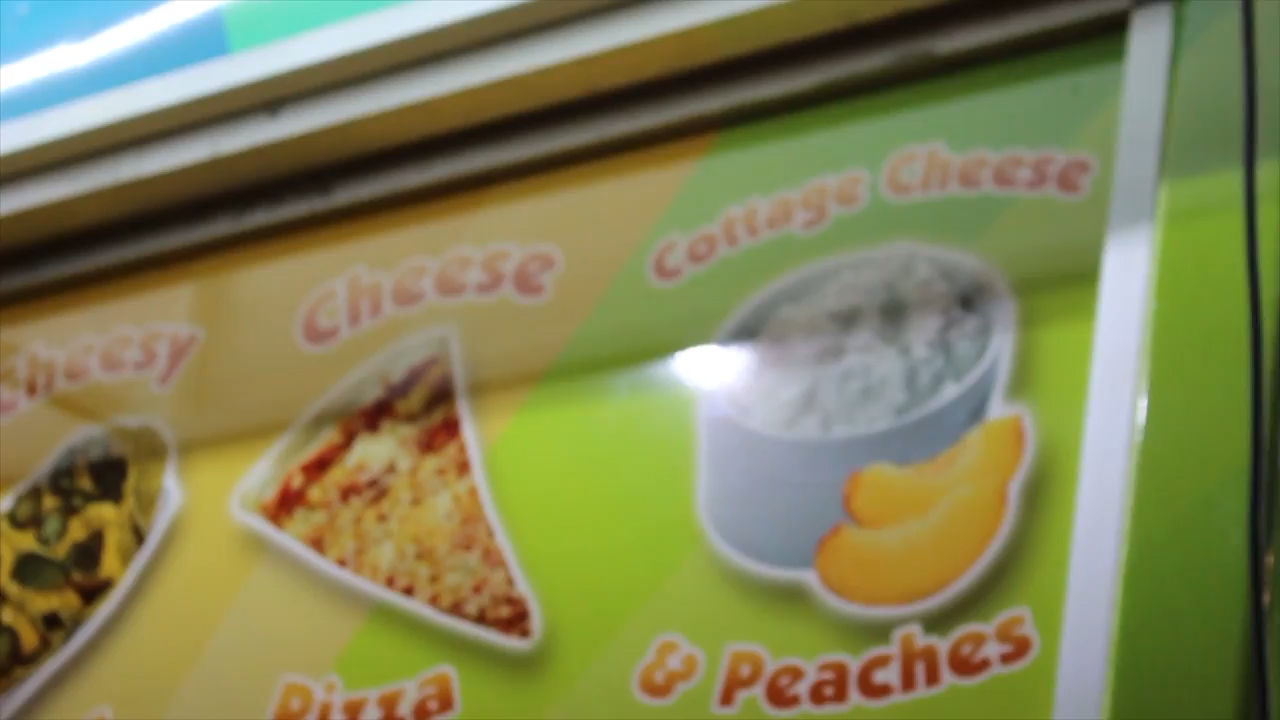 Cheesy
Cheese
Pizza
Cottage Cheese
& Peaches